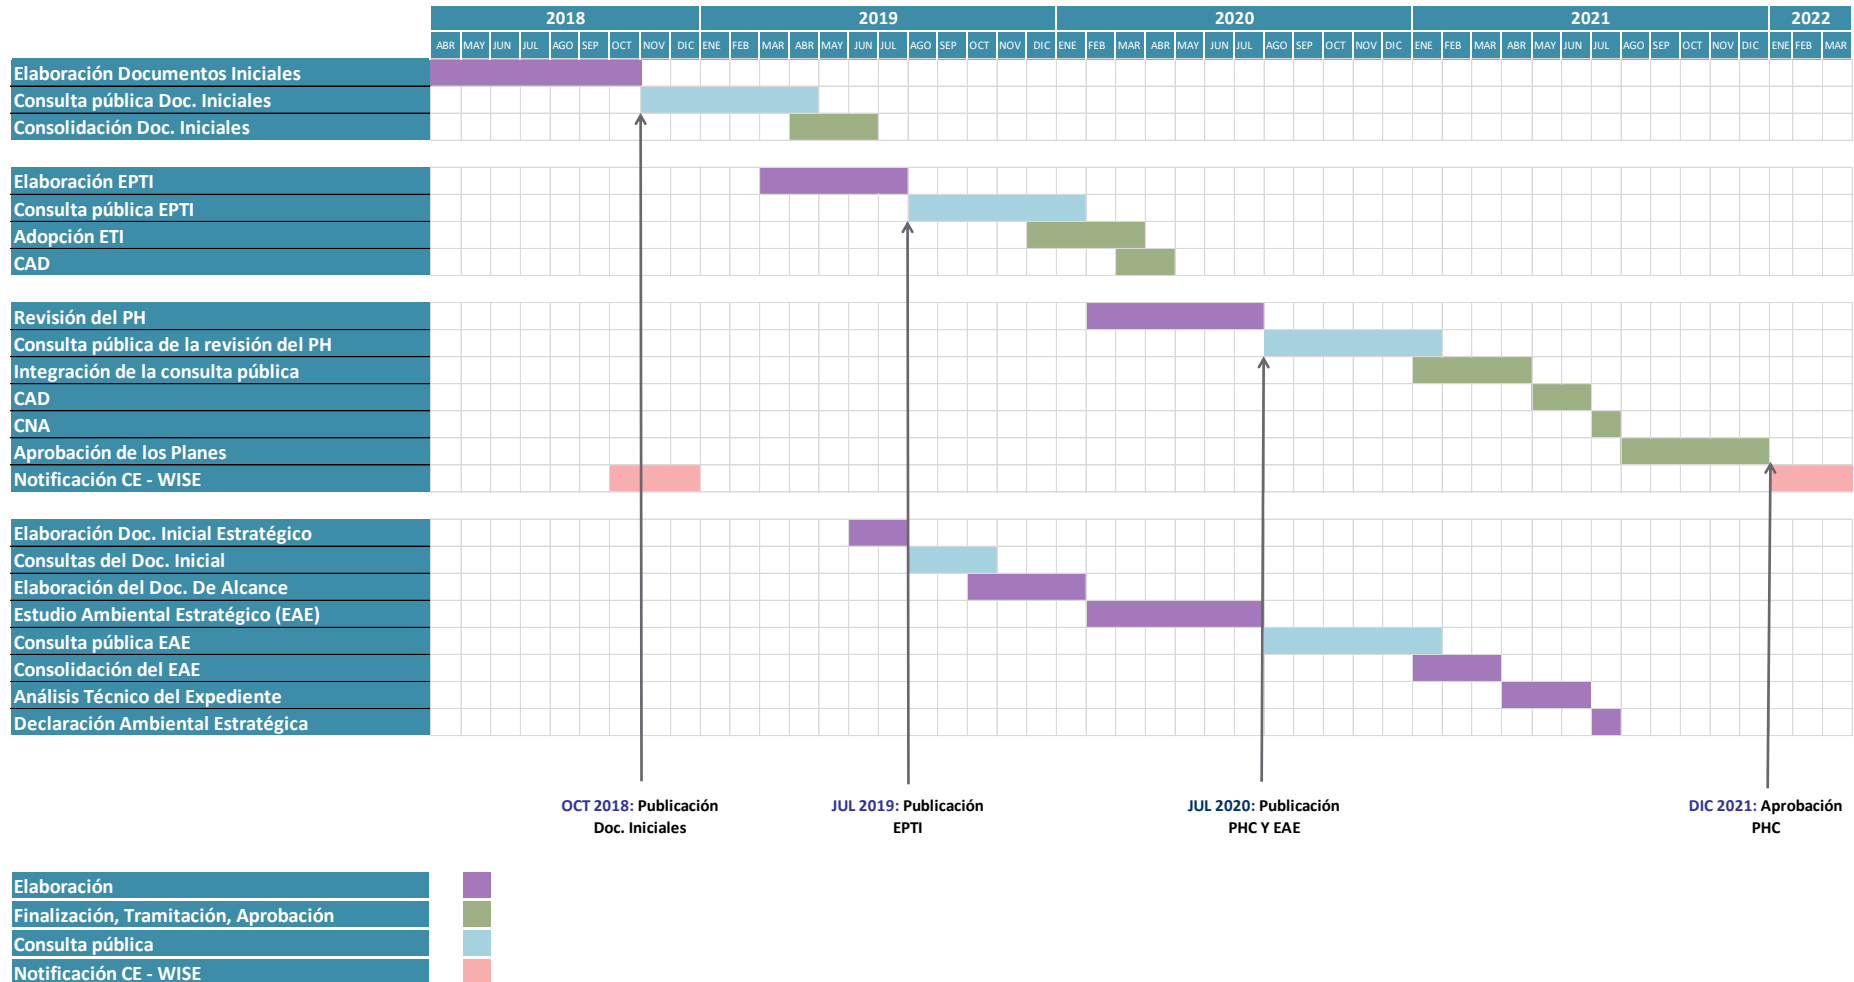 2018 2019 2020 2021 2022
ABR MAY JUN JUL AGO SEP OCT NOV DIC ENE FEB MAR ABR MAY JUN JUL AGO SEP OCT NOV DIC ENE FEB MAR ABR MAY JUN JUL AGO SEP OCT NOV DIC ENE FEB MAR ABR MAY JUN JUL AGO SEP OCT NOV DIC ENE FEB MAR
Elaboración Documentos Iniciales
Consulta pública Doc. Iniciales
Consolidación Doc. Iniciales
Elaboración EPTI
Consulta pública EPTI
Adopción ETI
CAD
Revisión del PH
Consulta pública de la revisión del PH
Integración de la consulta pública
CAD
CNA
Aprobación de los Planes
Notificación CE - WISE
Elaboración Doc. Inicial Estratégico
Consultas del Doc. Inicial
Elaboración del Doc. De Alcance
Estudio Ambiental Estratégico (EAE)
Consulta pública EAE
Consolidación del EAE
Análisis Técnico del Expediente
Declaración Ambiental Estratégica
OCT 2018: Publicación
Doc. Iniciales
JUL 2019: Publicación
EPTI
JUL 2020: Publicación
PHC Y EAE
DIC 2021: Aprobación
PHC
Elaboración
Finalización, Tramitación, Aprobación
Consulta pública
Notificación CE - WISE